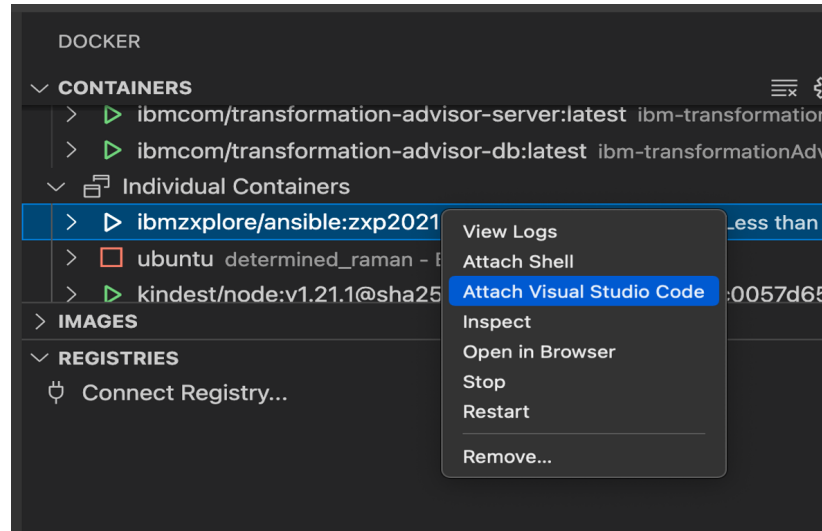 DOCKER
CONTAINERS
ibmcom/transformation-advisor-server:latest ibm-transformation
ibmcom/transformation-advisor-db:latest ibm-transformationAdv
Individual Containers
ibmzxplore/ansible:zxp2021 Less than
ubuntu determined_raman –
kindest/node:v1.21.1@sha25 c0057d65
IMAGES
REGISTRIES
Connect Registry...
View Logs
Attach Shell
Attach Visual Studio Code
Inspect
Open in Browser
Stop
Restart
Remove...